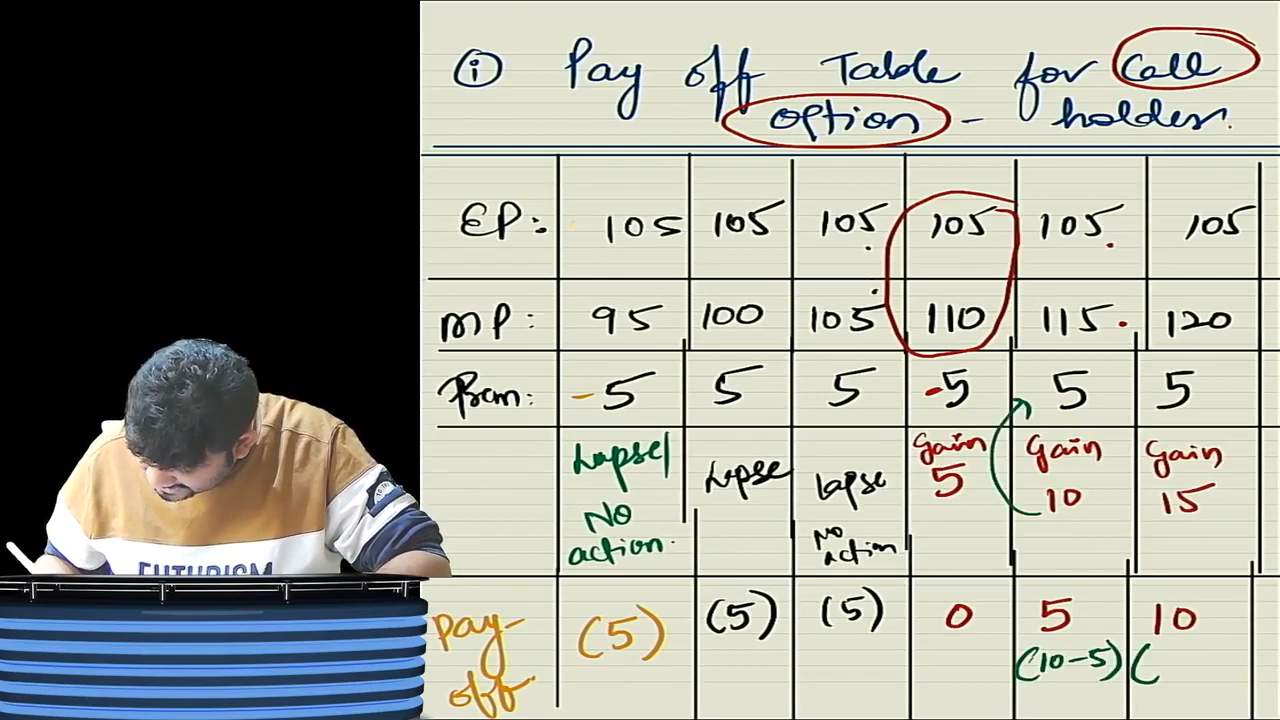 (i) Pay off Table for Call
option - holder.
EP: 105 105 105 105 105 105
MP: 95 100 105 110 115 120
Prem: -5 5 5 -5 5 5
Lapse/ Lapse Lapse Gain Gain Gain
5 10 15
No No
action. action
FUTURISM
Pay- (5) (5) (5) 0 5 10
off (10-5) (